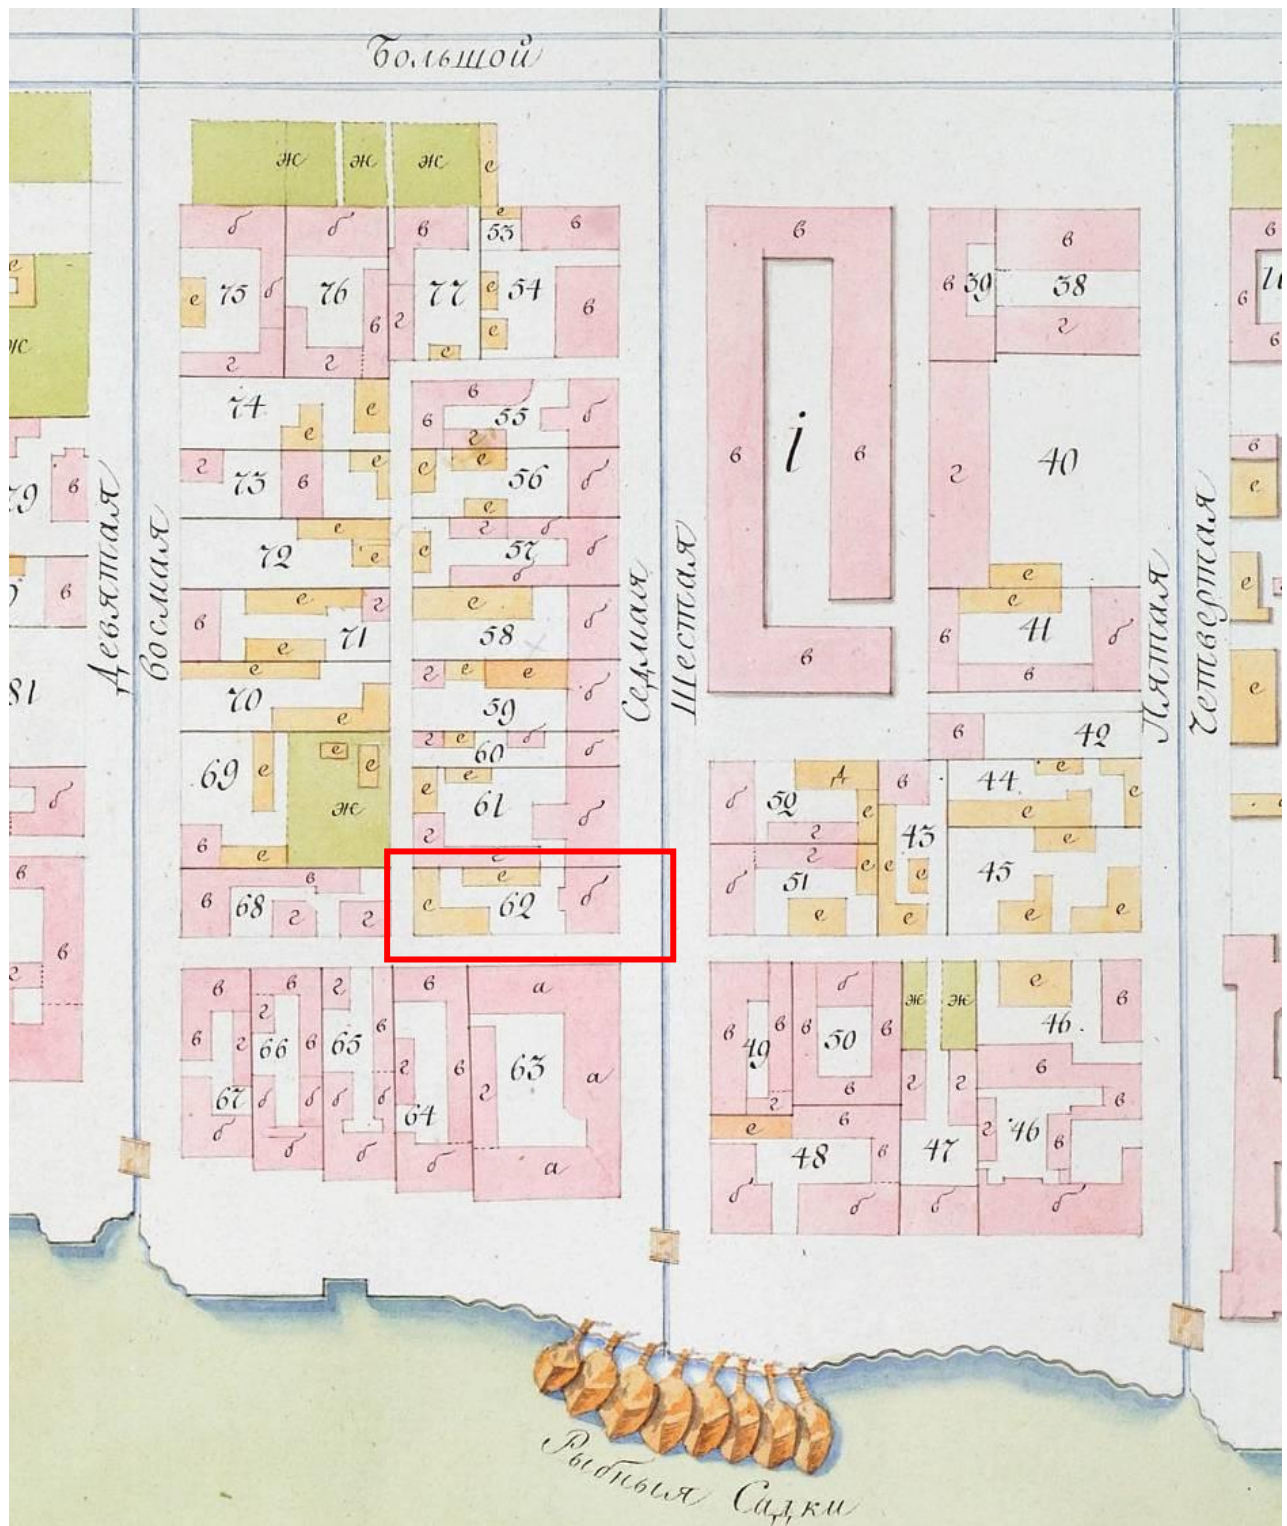 Большой
ж ж ж е
б б в е 53 в
е 75 б 76 в г 77 е 54 в
г г е е
74 е е
в в 55 г б
г 73 в е
е е 56 е б
72 е е
е г б 57 б б
в е е 71 г
е 58 б
е 70 е
г е е 59 б
69 е е е ж
г е б 60 б
е е 61 г б
в е г
в 68 в г г
е е 62 б
в в г 67 б
в г 66 в б б б
г 65 в б б б
в г в 64 б
а г 63 а а
в в i в в
в 39 в 38 г
г 40
е е в 41 в б
в 42
б 52 д г е
б 51 г е е
в 43 е е е
44 е е е
45 е е е
в 49 в г
б в 50 в в
ж ж г г 47 б
е 46. в
в г 46 в в б
е в 48 в б б
Девятая
Восмая
Седмая
Шестая
Пятая
Четвертая
е
ж
79 в
в
81
б
в в г
в в в
в
е
е
е
е
Рыбныя Садки